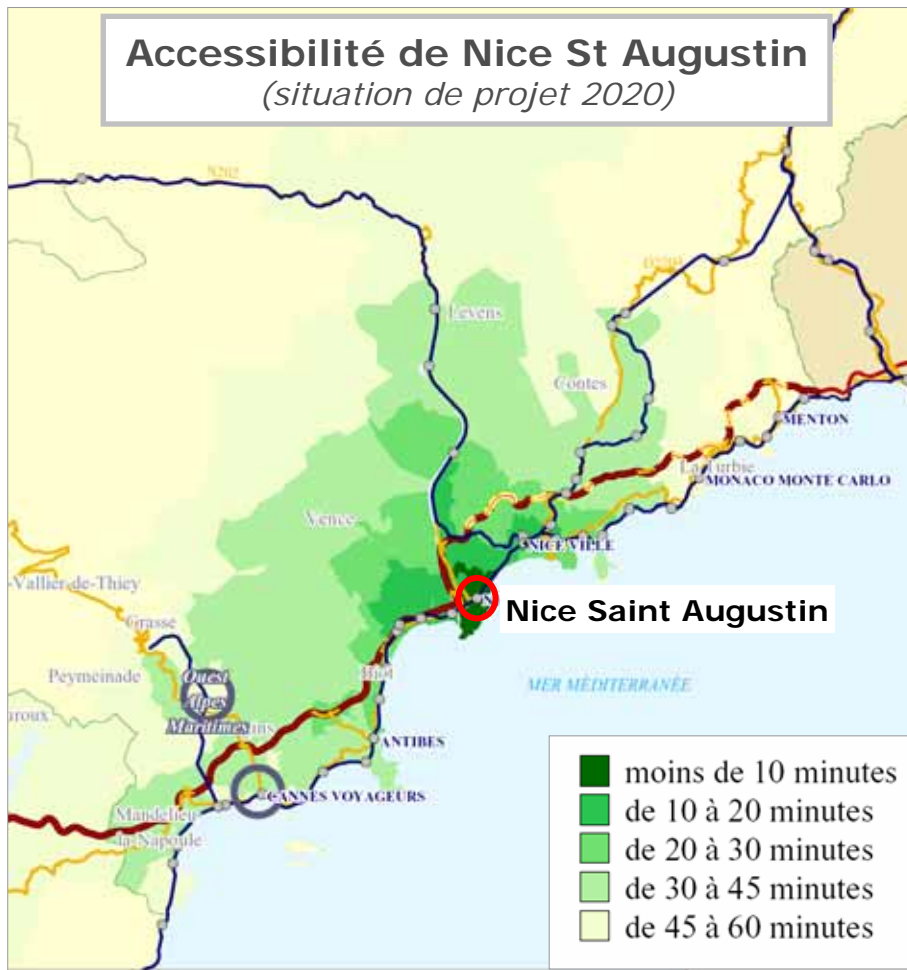 Accessibilité de Nice St Augustin
(situation de projet 2020)
N202
Levens
Contes
MENTON
La Turbie
MONACO MONTE CARLO
Vence
NICE VILLE
Nice Saint Augustin
-Vallier-de-Thiey
Grasse
Peymeinade
Ouest
Alpes
Maritimes
Biot
MER MÉDITERRANÉE
ANTIBES
CANNES VOYAGEURS
Mandelieu
la Napoule
moins de 10 minutes
de 10 à 20 minutes
de 20 à 30 minutes
de 30 à 45 minutes
de 45 à 60 minutes